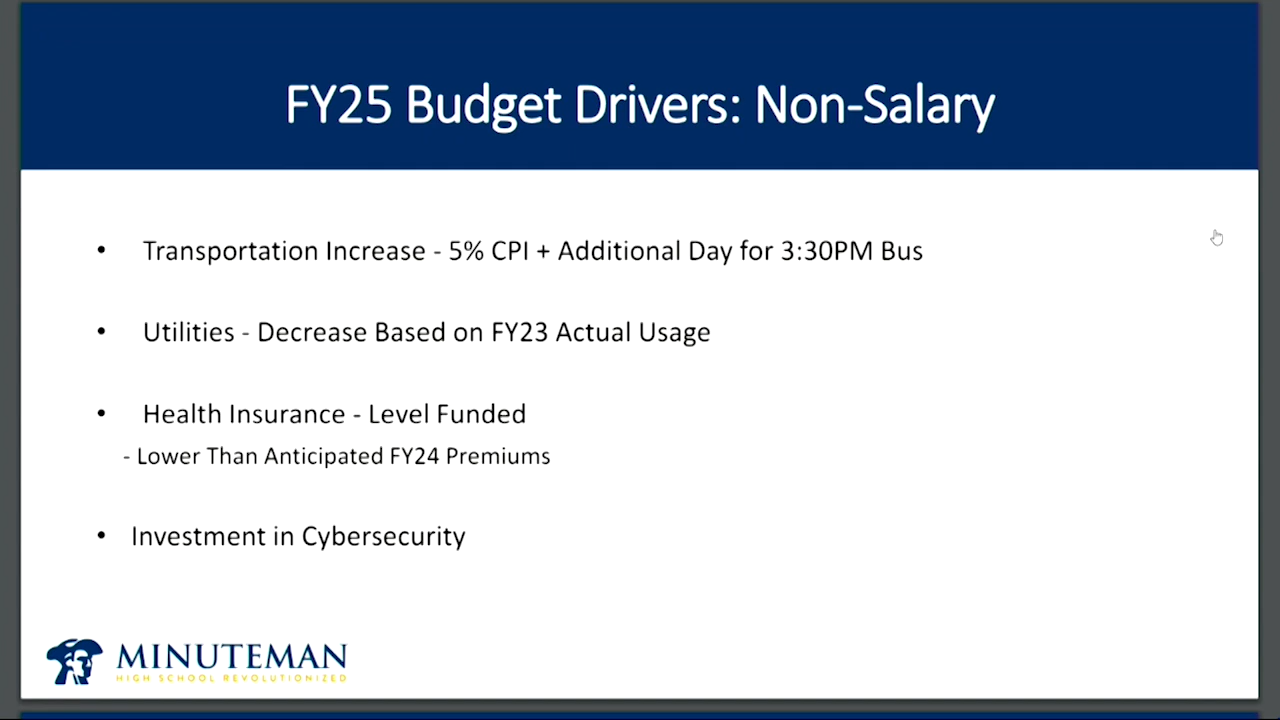 FY25 Budget Drivers: Non-Salary
• Transportation Increase - 5% CPI + Additional Day for 3:30PM Bus
• Utilities - Decrease Based on FY23 Actual Usage
• Health Insurance - Level Funded
- Lower Than Anticipated FY24 Premiums
• Investment in Cybersecurity
MINUTEMAN
HIGH SCHOOL REVOLUTIONIZED